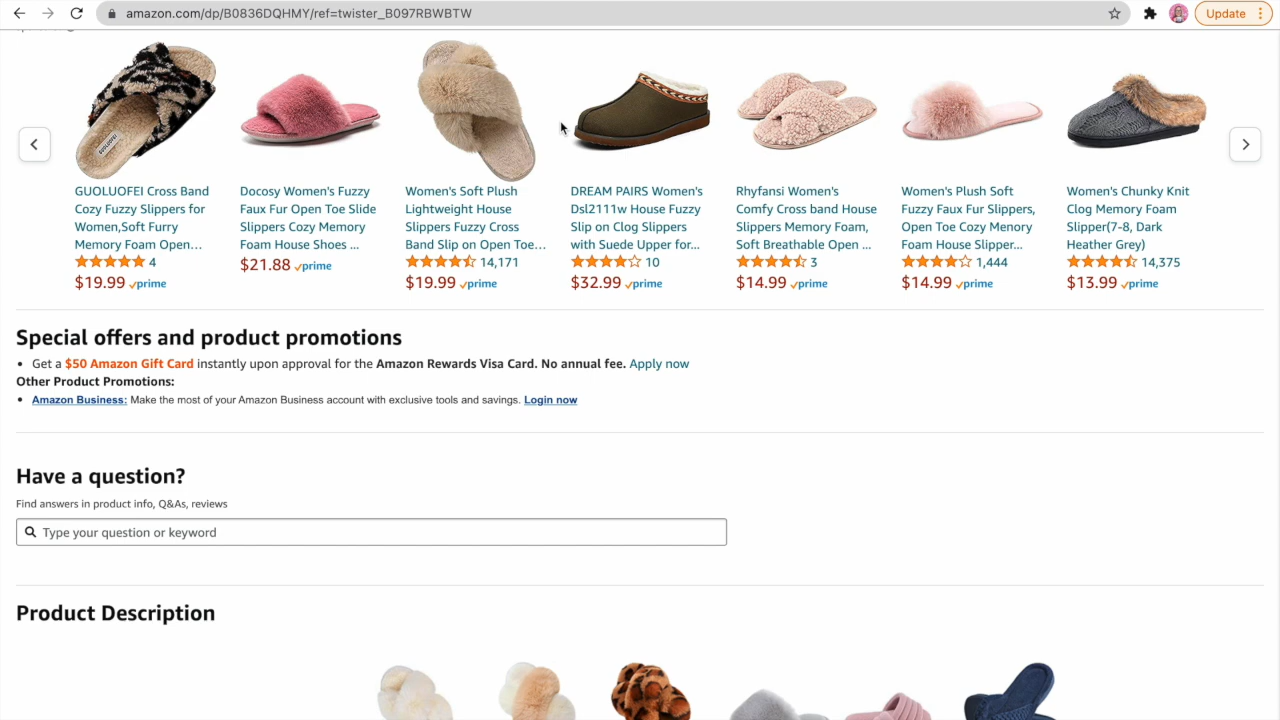 amazon.com/dp/B0836DQHMY/ref=twister_B097RBWBTW
Update
GUOLUOFEI
GUOLUOFEI Cross Band
Cozy Fuzzy Slippers for
Women,Soft Furry
Memory Foam Open...
4
$19.99 prime
Docosy Women's Fuzzy
Faux Fur Open Toe Slide
Slippers Cozy Memory
Foam House Shoes ...
$21.88 prime
Women's Soft Plush
Lightweight House
Slippers Fuzzy Cross
Band Slip on Open Toe...
14,171
$19.99 prime
DREAM PAIRS Women's
Dsl2111w House Fuzzy
Slip on Clog Slippers
with Suede Upper for...
10
$32.99 prime
Rhyfansi Women's
Comfy Cross band House
Slippers Memory Foam,
Soft Breathable Open ...
3
$14.99 prime
Women's Plush Soft
Fuzzy Faux Fur Slippers,
Open Toe Cozy Menory
Foam House Slipper...
1,444
$14.99 prime
Women's Chunky Knit
Clog Memory Foam
Slipper(7-8, Dark
Heather Grey)
14,375
$13.99 prime
Special offers and product promotions
• Get a $50 Amazon Gift Card instantly upon approval for the Amazon Rewards Visa Card. No annual fee. Apply now
Other Product Promotions:
• Amazon Business: Make the most of your Amazon Business account with exclusive tools and savings. Login now
Have a question?
Find answers in product info, Q&As, reviews
Type your question or keyword
Product Description